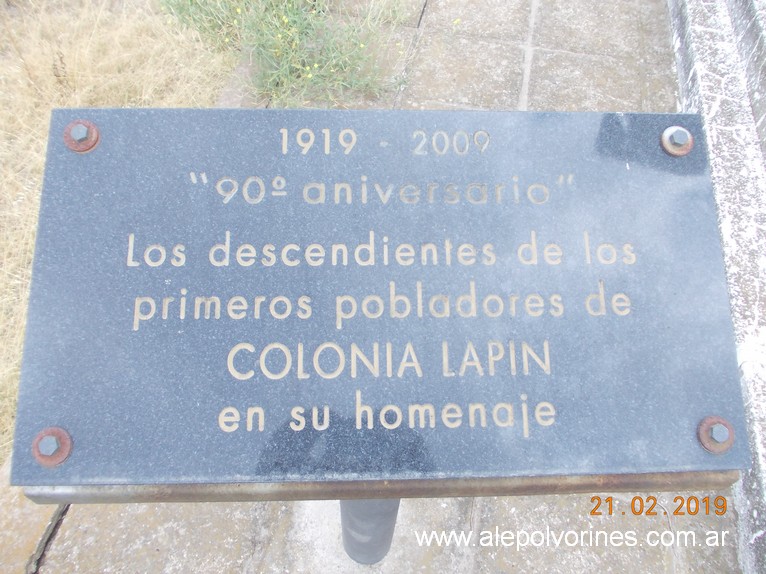 1919 - 2009
"90º aniversario"
Los descendientes de los
primeros pobladores de
COLONIA LAPIN
en su homenaje
21.02.2019
www.alepolvorines.com.ar